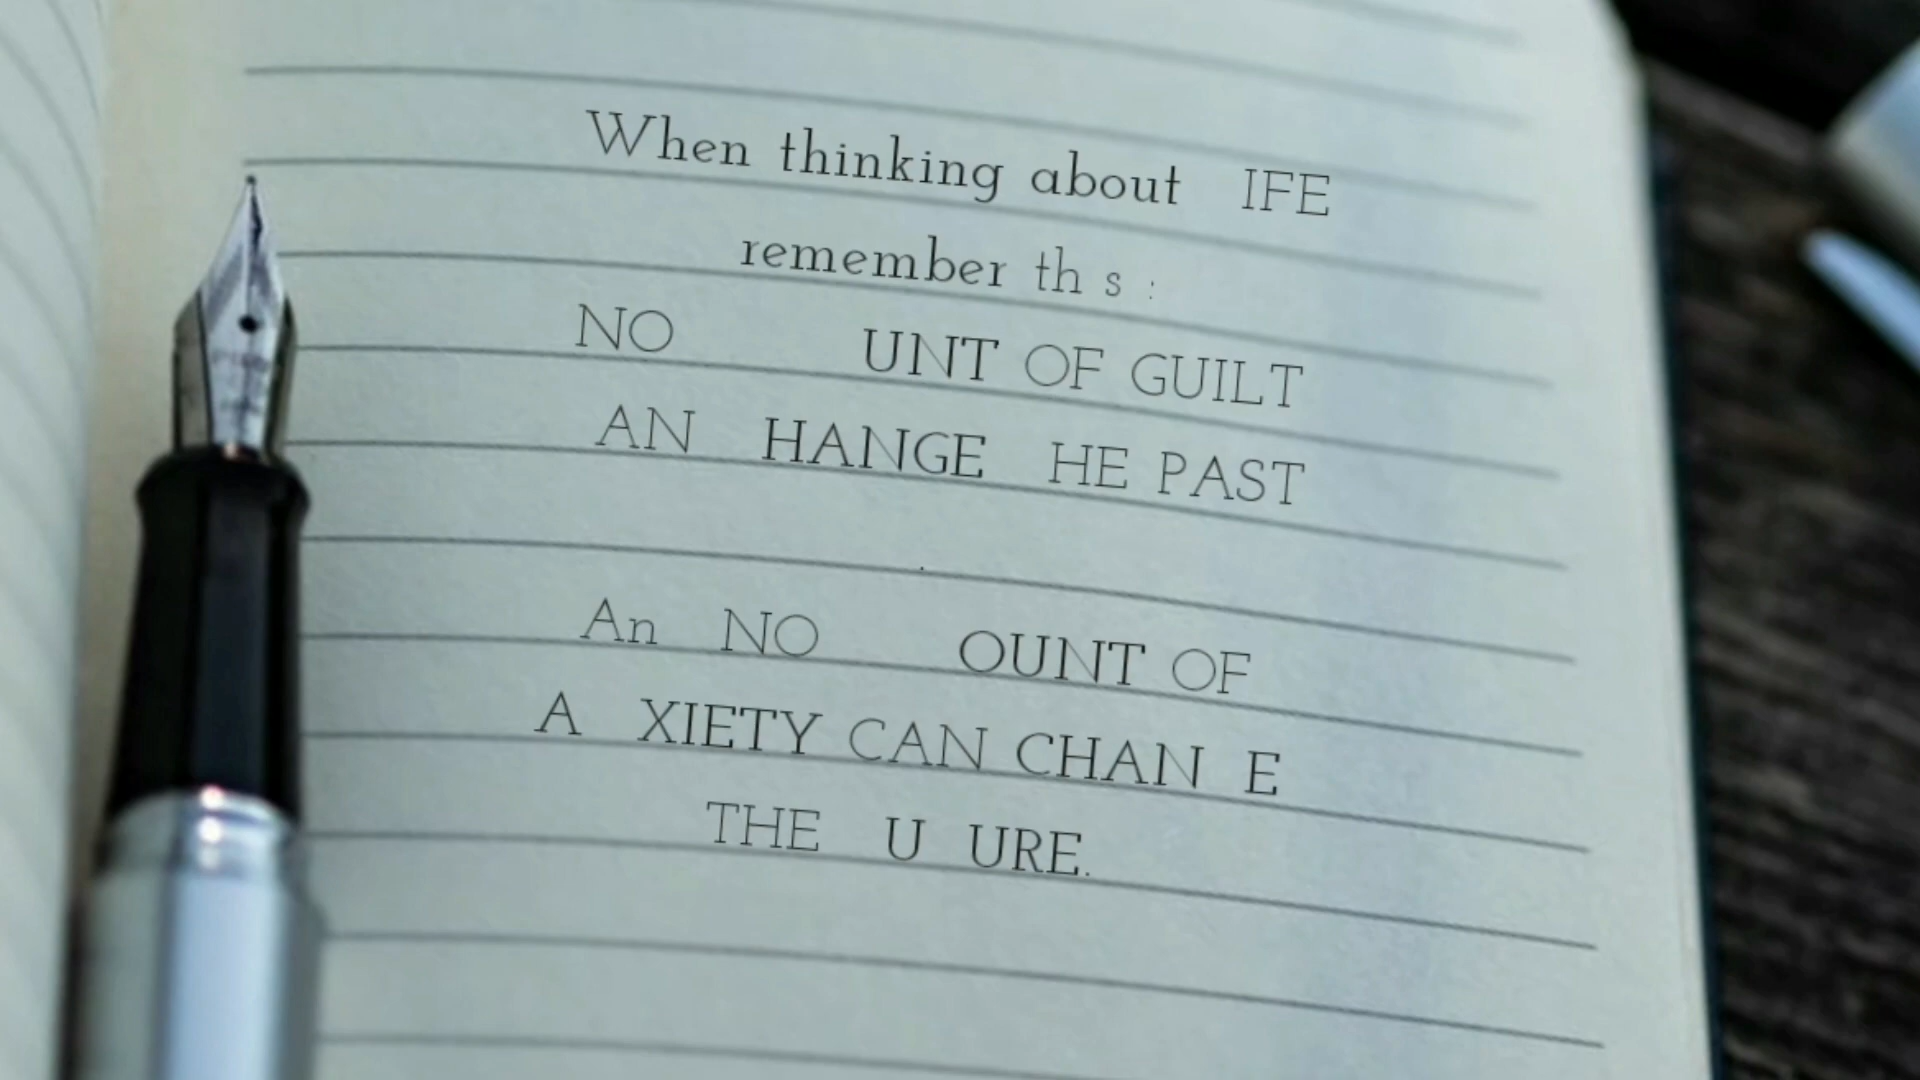 When thinking about IFE
remember th s :
NO UNT OF GUILT
AN HANGE HE PAST
An NO OUNT OF
A XIETY CAN CHAN E
THE U URE.